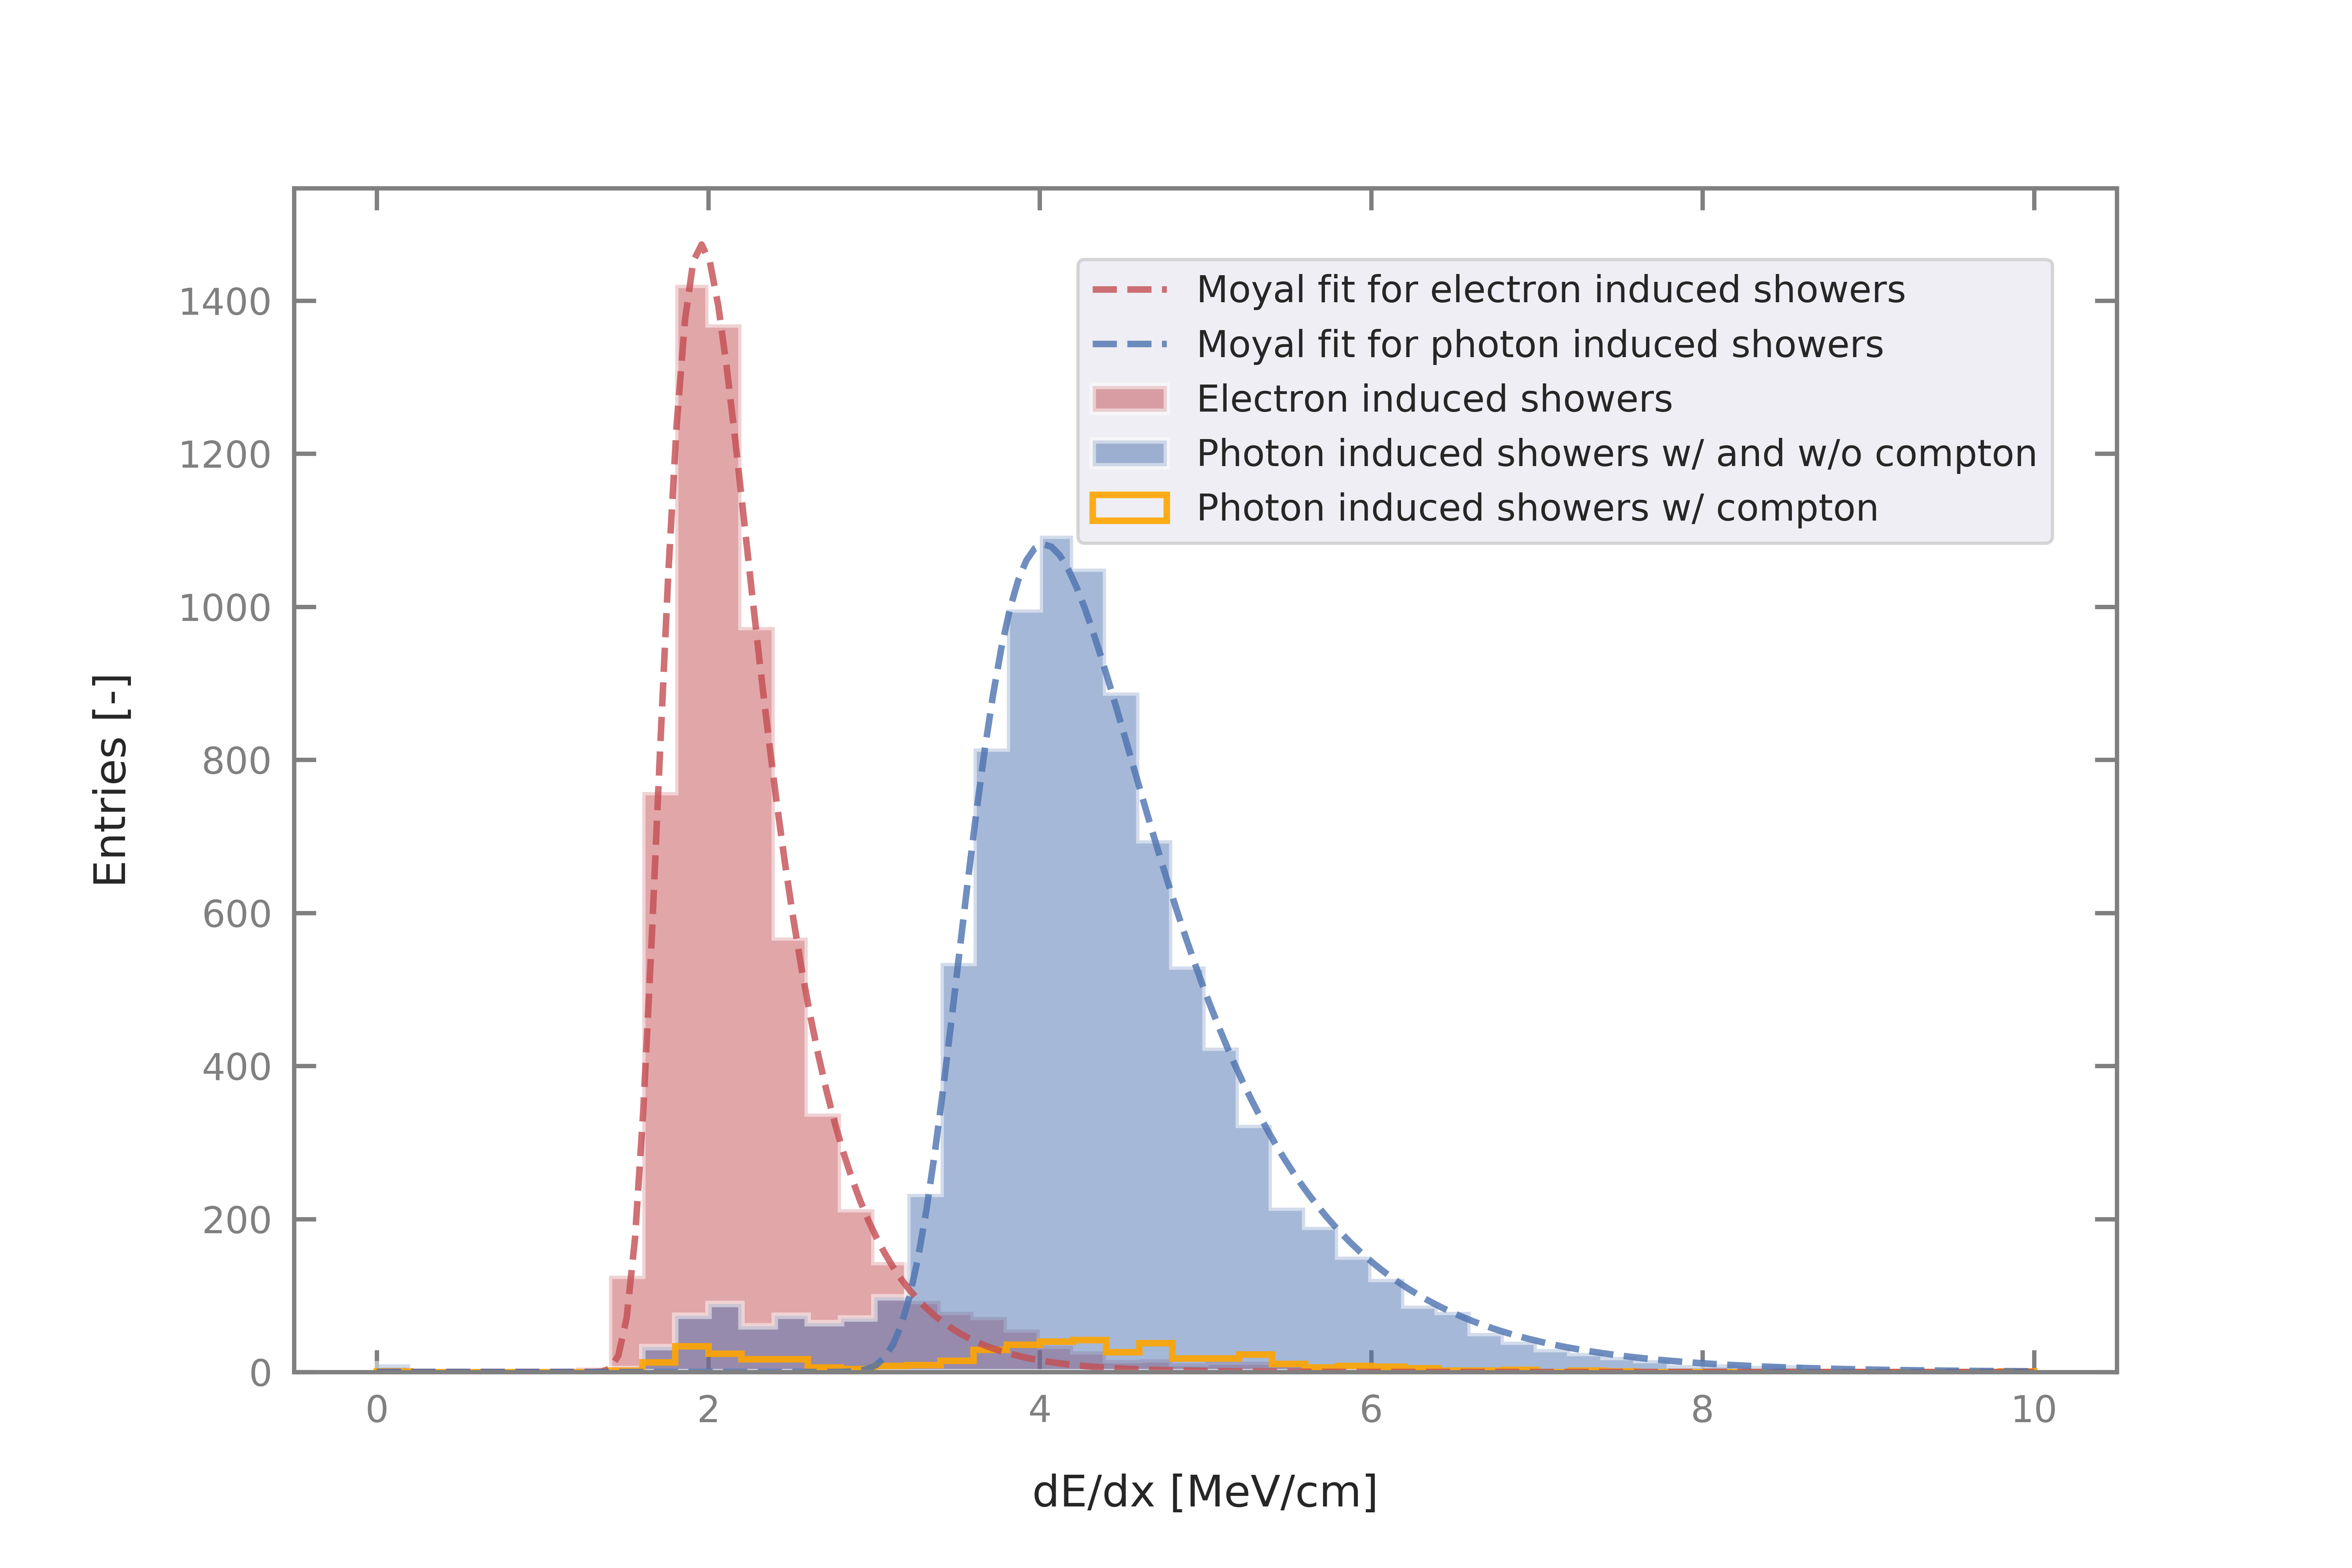 Moyal fit for electron induced showers
Moyal fit for photon induced showers
Electron induced showers
Photon induced showers w/ and w/o compton
Photon induced showers w/ compton
Entries [-]
1400
1200
1000
800
600
400
200
0
0 2 4 6 8 10
dE/dx [MeV/cm]